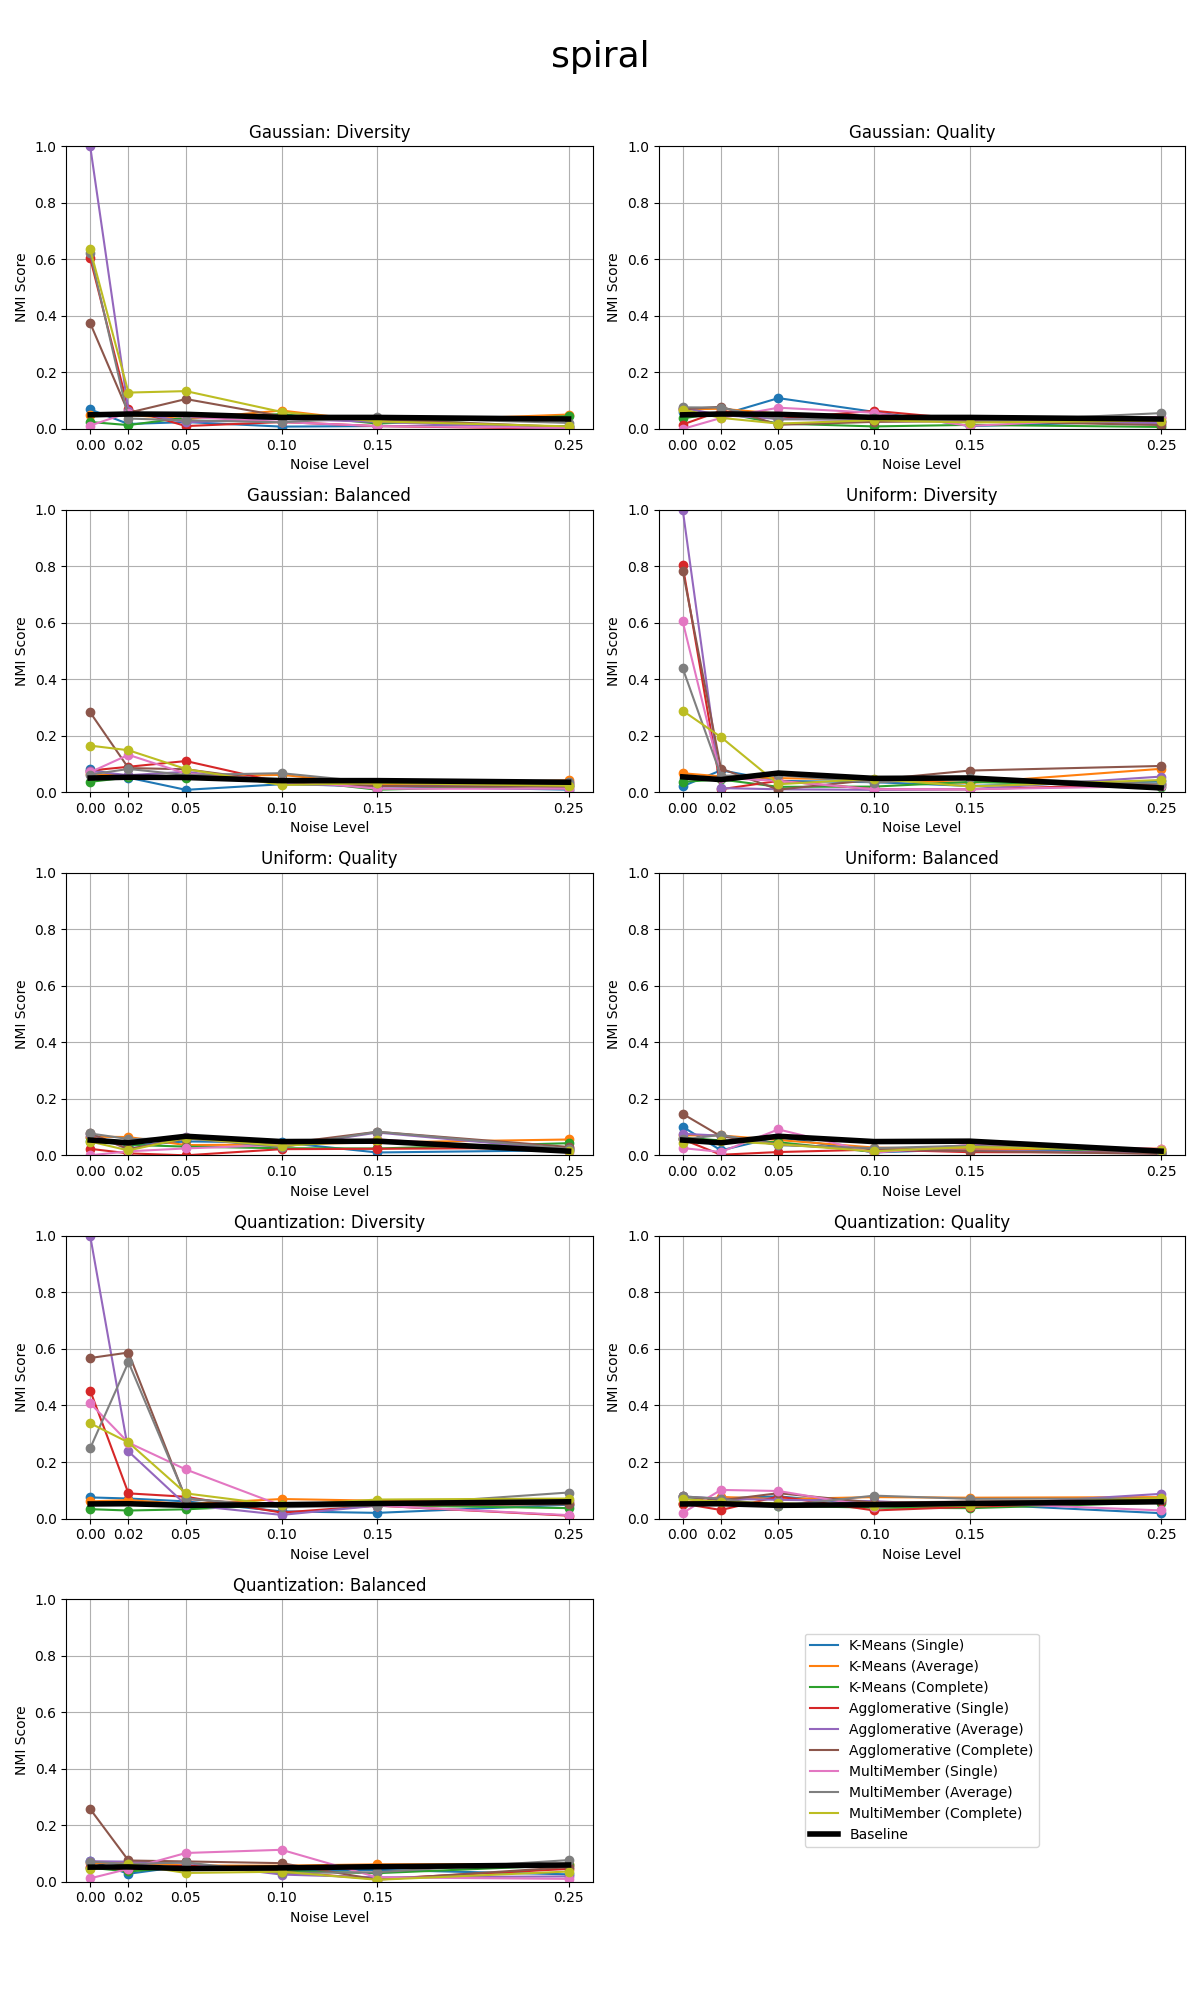 spiral
Gaussian: Diversity
NMI Score
1.0
0.8
0.6
0.4
0.2
0.0
0.00 0.02 0.05 0.10 0.15 0.25
Noise Level
Gaussian: Quality
NMI Score
1.0
0.8
0.6
0.4
0.2
0.0
0.00 0.02 0.05 0.10 0.15 0.25
Noise Level
Gaussian: Balanced
NMI Score
1.0
0.8
0.6
0.4
0.2
0.0
0.00 0.02 0.05 0.10 0.15 0.25
Noise Level
Uniform: Diversity
NMI Score
1.0
0.8
0.6
0.4
0.2
0.0
0.00 0.02 0.05 0.10 0.15 0.25
Noise Level
Uniform: Quality
NMI Score
1.0
0.8
0.6
0.4
0.2
0.0
0.00 0.02 0.05 0.10 0.15 0.25
Noise Level
Uniform: Balanced
NMI Score
1.0
0.8
0.6
0.4
0.2
0.0
0.00 0.02 0.05 0.10 0.15 0.25
Noise Level
Quantization: Diversity
NMI Score
1.0
0.8
0.6
0.4
0.2
0.0
0.00 0.02 0.05 0.10 0.15 0.25
Noise Level
Quantization: Quality
NMI Score
1.0
0.8
0.6
0.4
0.2
0.0
0.00 0.02 0.05 0.10 0.15 0.25
Noise Level
Quantization: Balanced
NMI Score
1.0
0.8
0.6
0.4
0.2
0.0
0.00 0.02 0.05 0.10 0.15 0.25
Noise Level
K-Means (Single)
K-Means (Average)
K-Means (Complete)
Agglomerative (Single)
Agglomerative (Average)
Agglomerative (Complete)
MultiMember (Single)
MultiMember (Average)
MultiMember (Complete)
Baseline